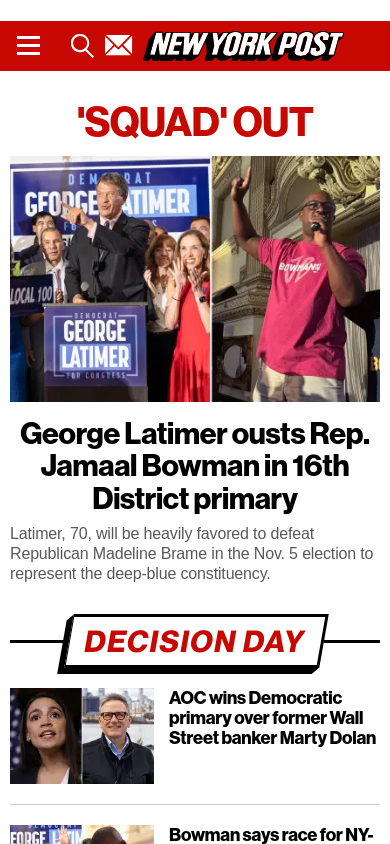 NEW YORK POST
'SQUAD' OUT
DEMOCRAT
GEORGE LATIMER
LOCAL 100
DEMOCRAT
GEORGE
LATIMER
FOR CONGRESS
BOWMAN
George Latimer ousts Rep.
Jamaal Bowman in 16th
District primary
Latimer, 70, will be heavily favored to defeat
Republican Madeline Brame in the Nov. 5 election to
represent the deep-blue constituency.
DECISION DAY
AOC wins Democratic
primary over former Wall
Street banker Marty Dolan
Bowman says race for NY-